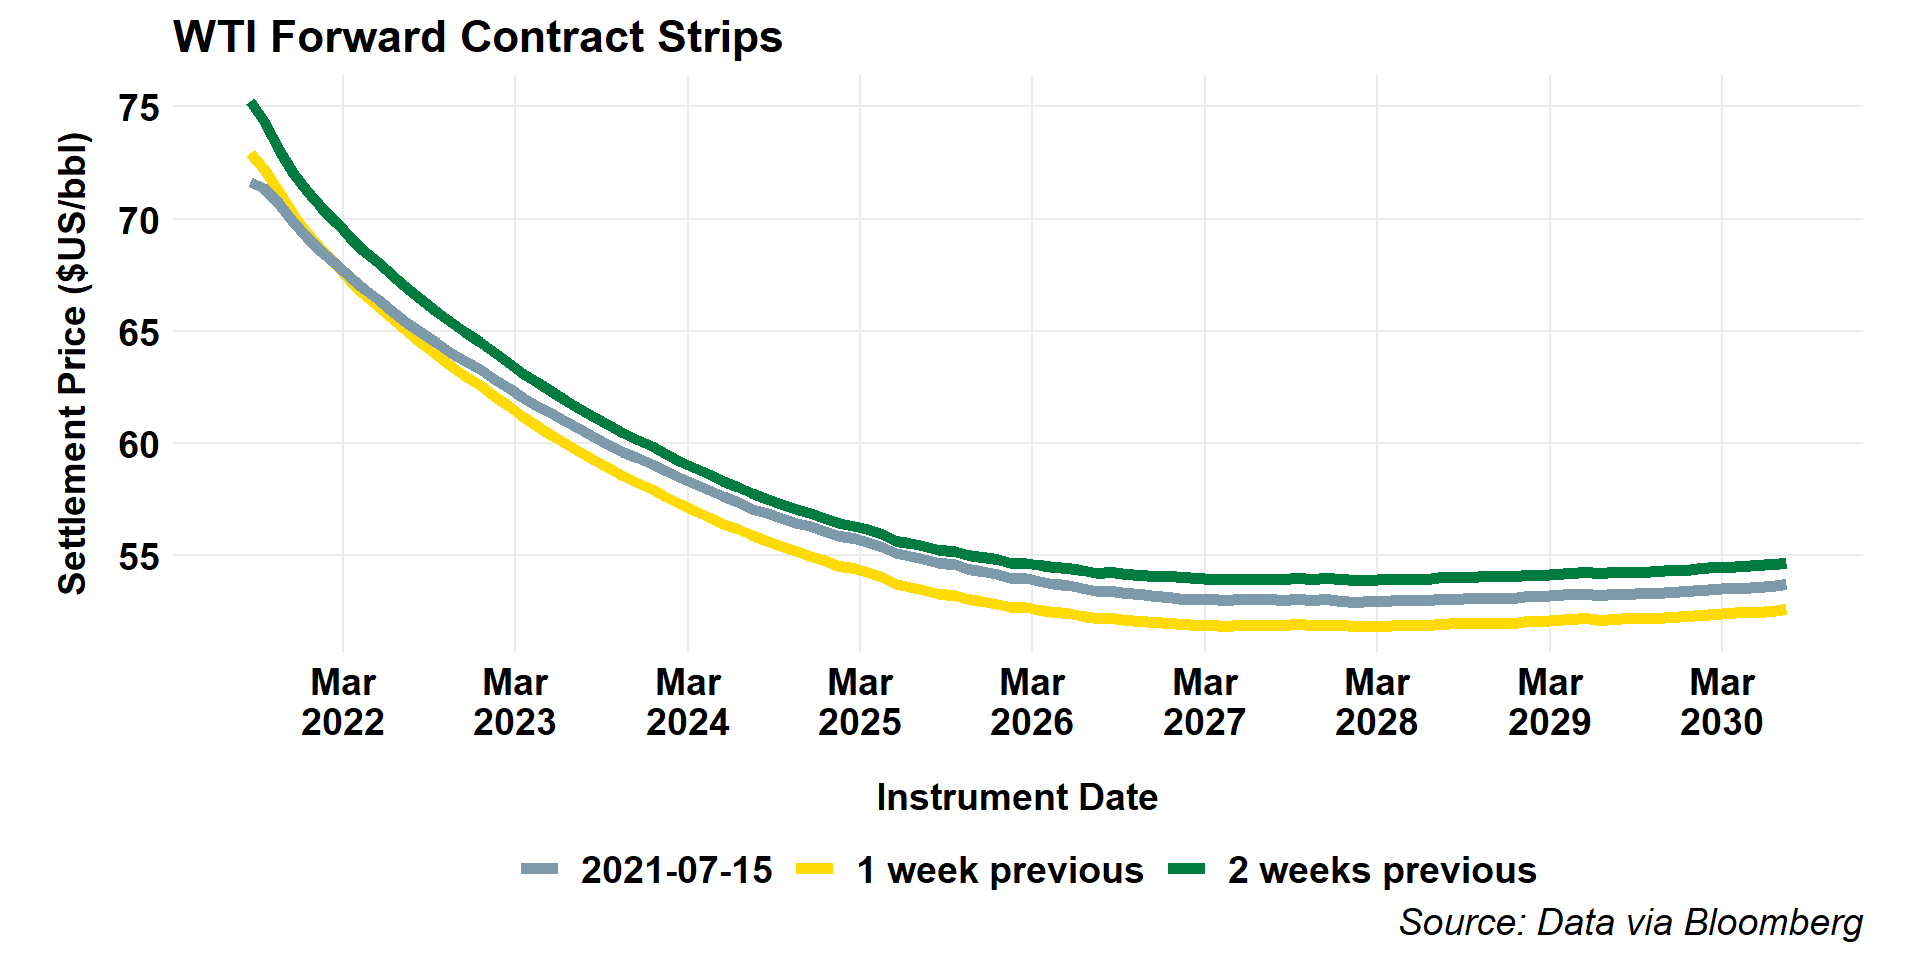 WTI Forward Contract Strips
Settlement Price ($US/bbl)
75
70
65
60
55
Mar 2022
Mar 2023
Mar 2024
Mar 2025
Mar 2026
Mar 2027
Mar 2028
Mar 2029
Mar 2030
Instrument Date
2021-07-15 1 week previous 2 weeks previous
Source: Data via Bloomberg